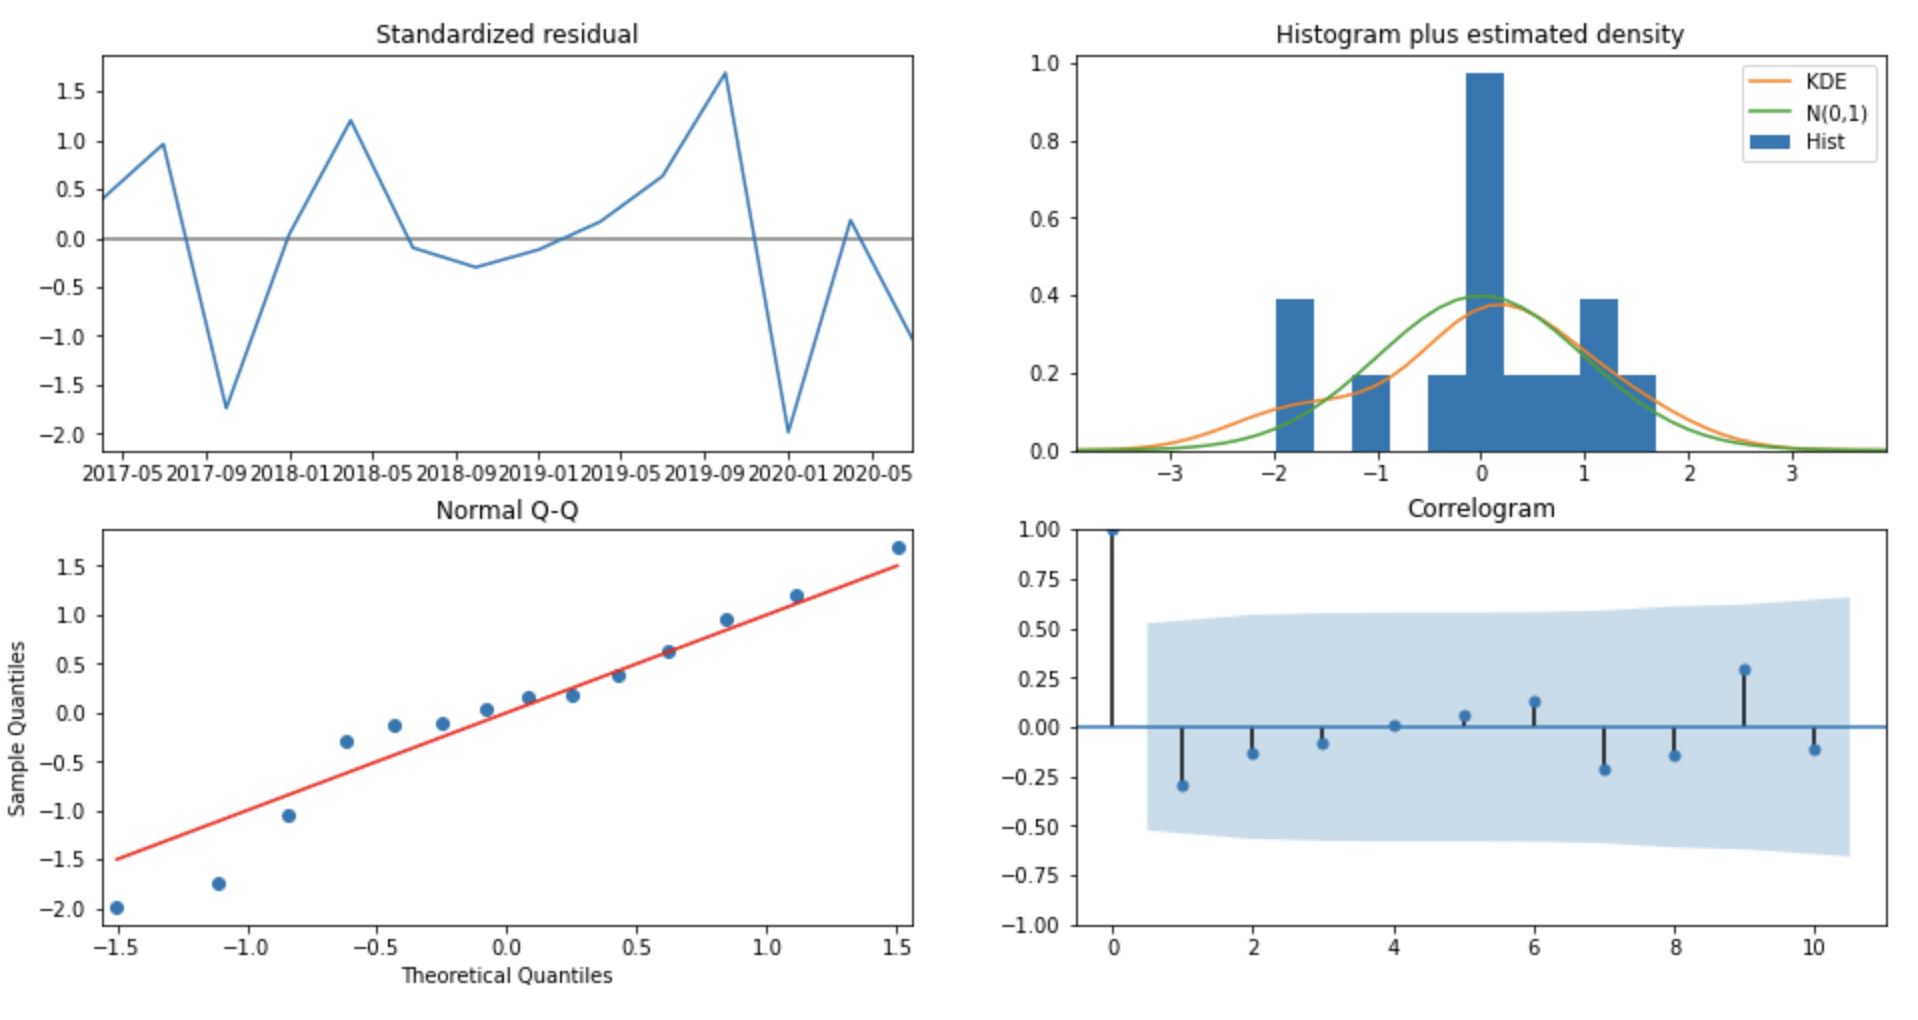 Standardized residual
1.5
1.0
0.5
0.0
−0.5
−1.0
−1.5
−2.0
2017-05 2017-09 2018-01 2018-05 2018-09 2019-01 2019-05 2019-09 2020-01 2020-05
Histogram plus estimated density
1.0
0.8
0.6
0.4
0.2
0.0
−3 −2 −1 0 1 2 3
KDE
N(0,1)
Hist
Normal Q-Q
Sample Quantiles
1.5
1.0
0.5
0.0
−0.5
−1.0
−1.5
−2.0
−1.5 −1.0 −0.5 0.0 0.5 1.0 1.5
Theoretical Quantiles
Correlogram
1.00
0.75
0.50
0.25
0.00
−0.25
−0.50
−0.75
−1.00
0 2 4 6 8 10